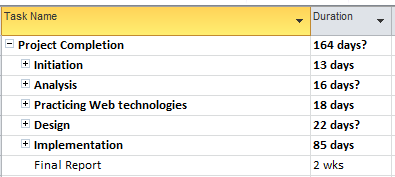 Task Name Duration
Project Completion 164 days?
Initiation 13 days
Analysis 16 days?
Practicing Web technologies 18 days
Design 22 days?
Implementation 85 days
Final Report 2 wks